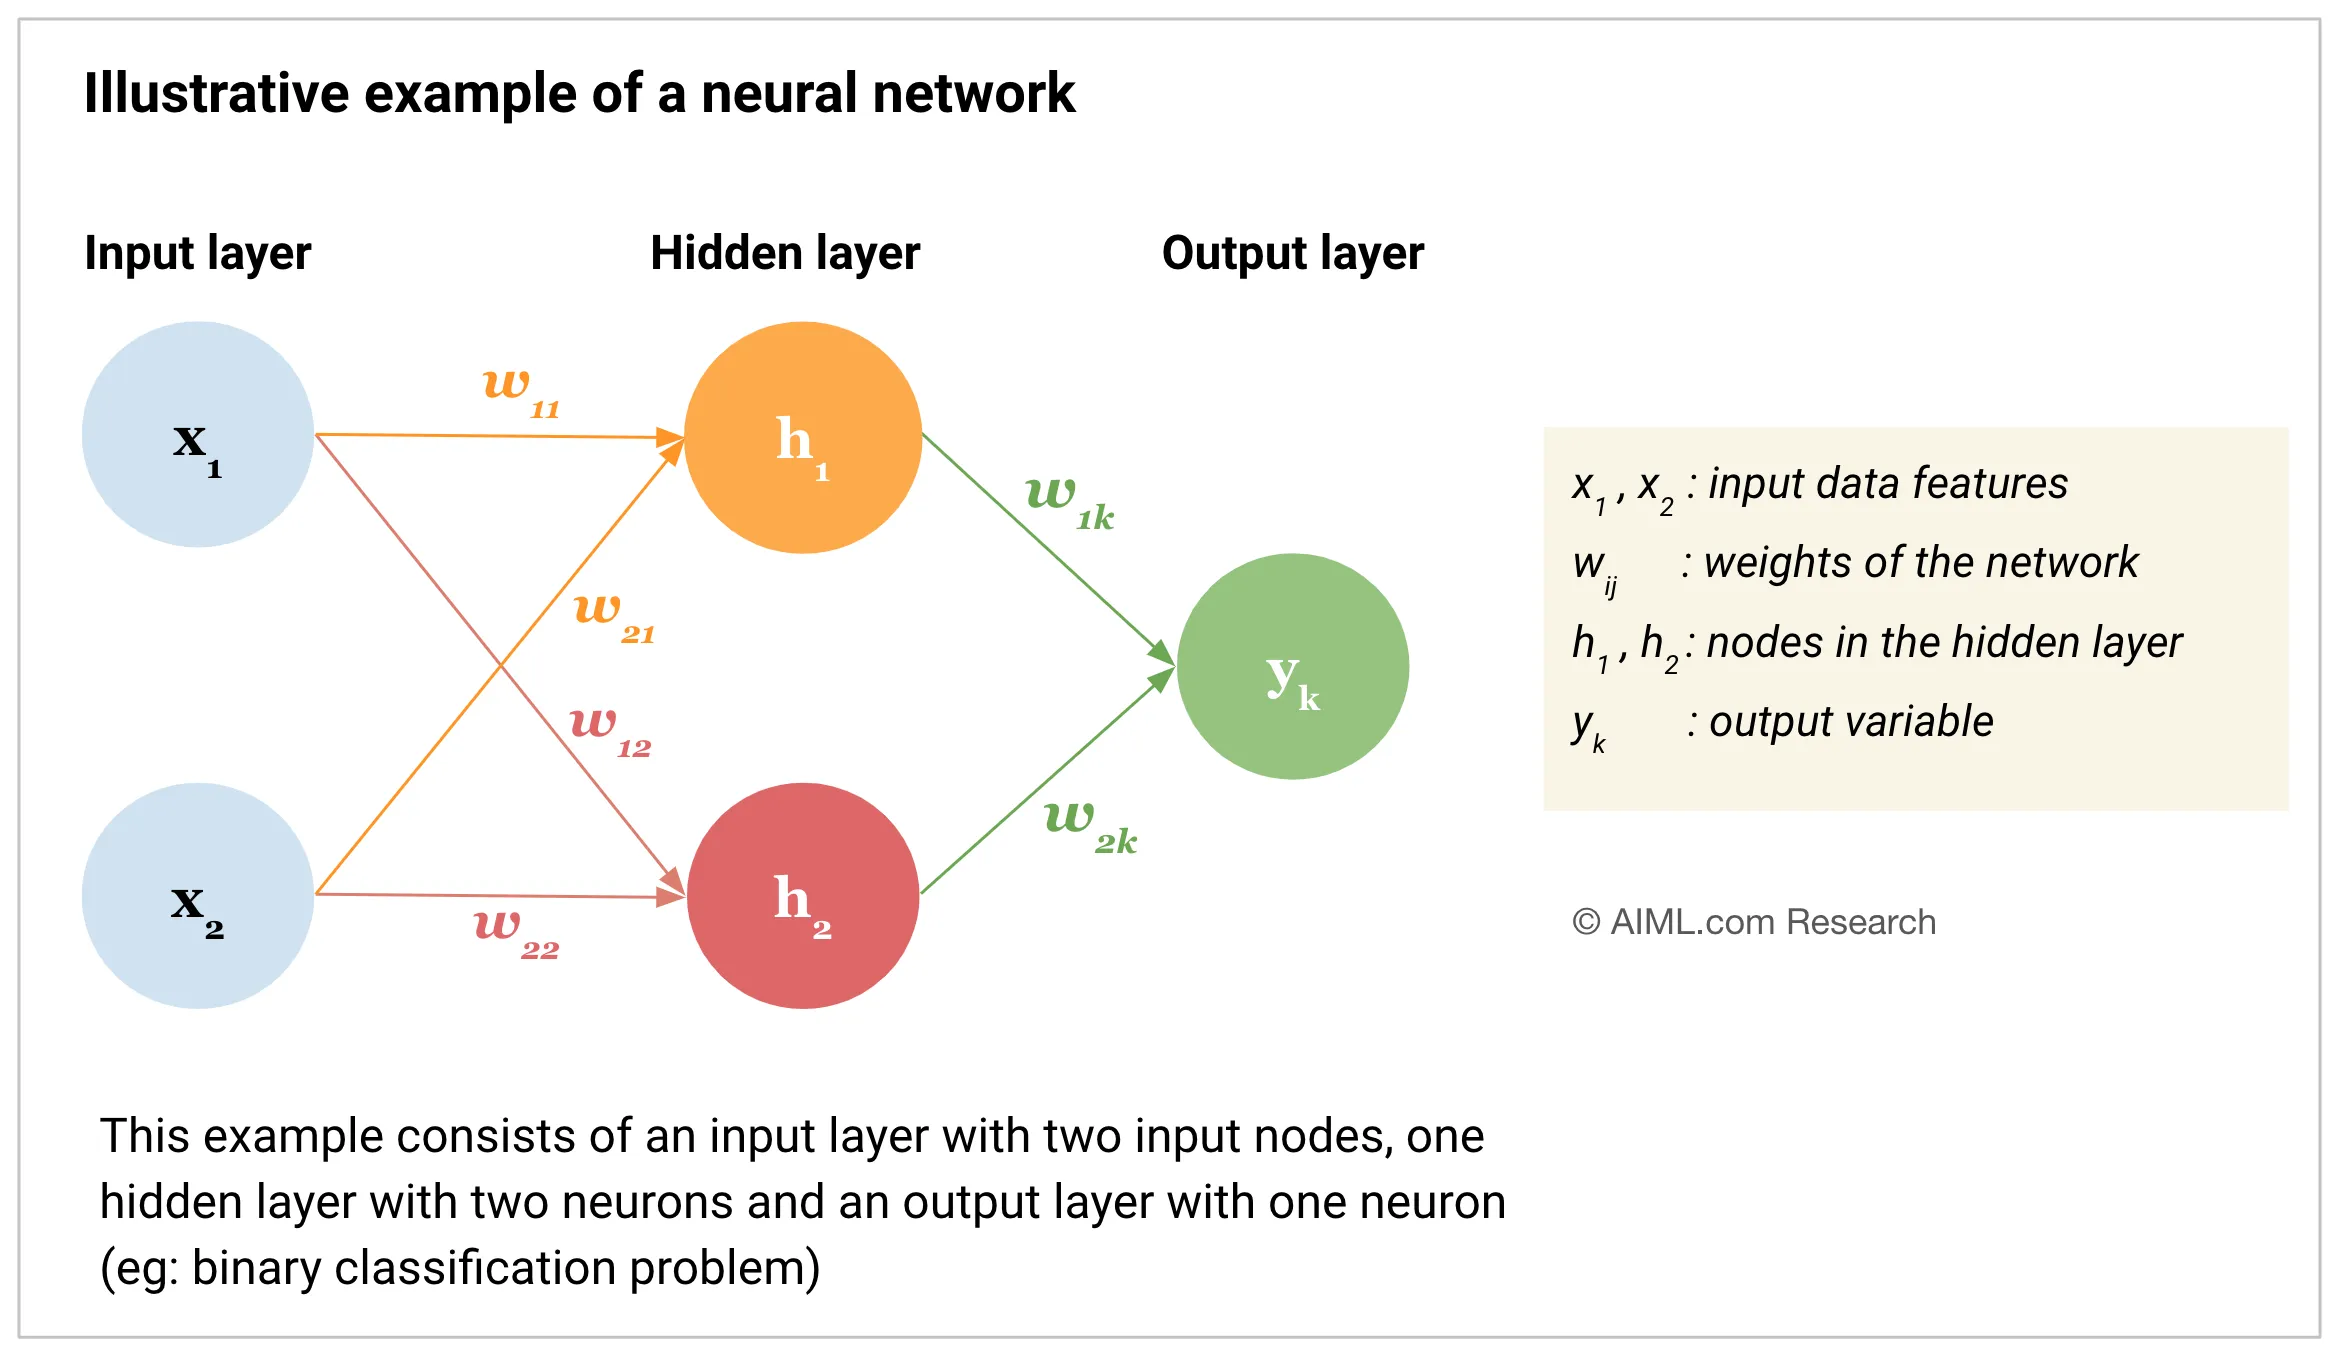 Illustrative example of a neural network
Input layer
Hidden layer
Output layer
x1
x2
w11
w21
w12
w22
h1
h2
w1k
w2k
yk
x1 , x2 : input data features
wij : weights of the network
h1 , h2 : nodes in the hidden layer
yk : output variable
© AIML.com Research
This example consists of an input layer with two input nodes, one
hidden layer with two neurons and an output layer with one neuron
(eg: binary classification problem)